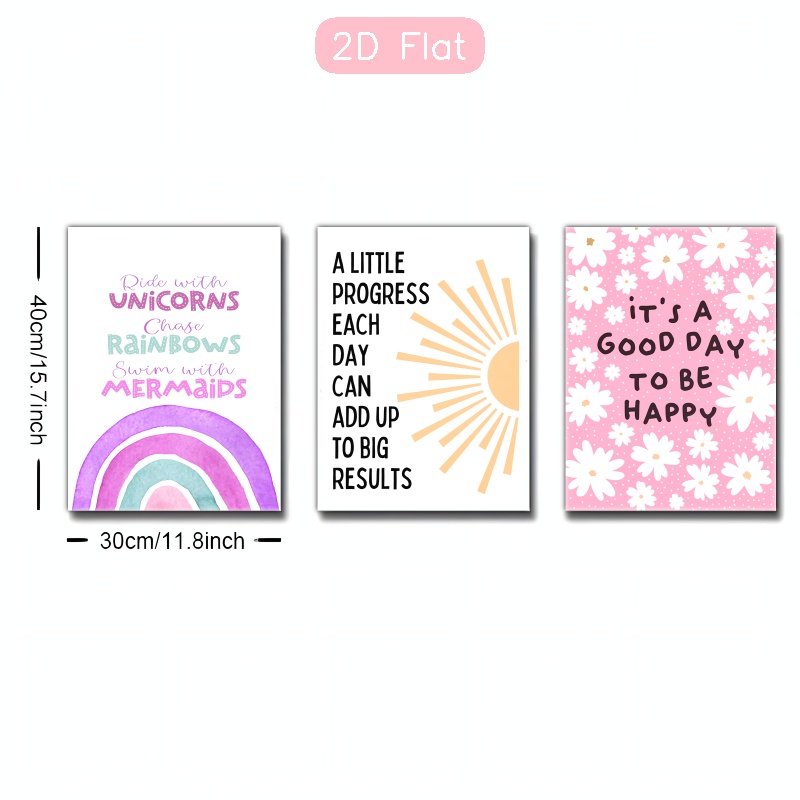 2D Flat
40cm/15.7inch
Ride with
UNiCORNS
Chase
RAiNBOWS
Swim with
MERMAiDS
30cm/11.8inch
A LITTLE
PROGRESS
EACH
DAY
CAN
ADD UP
TO BIG
RESULTS
iT'S A
GOOD DAY
TO BE
HAPPY